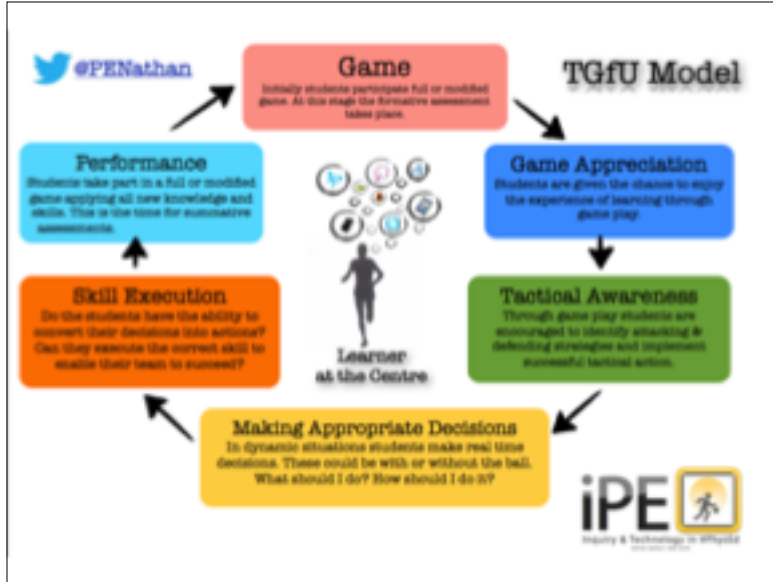 @PENathan
TGfU Model
Game
Initially students participate full or modified
game. At this stage the formative assessment
takes place.
Game Appreciation
Students are given the chance to enjoy
the experience of learning through
game play.
Tactical Awareness
Through game play students are
encouraged to identify attacking &
defending strategies and implement
successful tactical action.
Making Appropriate Decisions
In dynamic situations students make real time
decisions. These could be with or without the ball.
What should I do? How should I do it?
Skill Execution
Do the students have the ability to
convert their decisions into actions?
Can they execute the correct skill to
enable their team to succeed?
Performance
Students take part in a full or modified
game applying all new knowledge and
skills. This is the time for summative
assessments.
Learner
at the Centre
iPE
Inquiry & Technology in #PhysEd